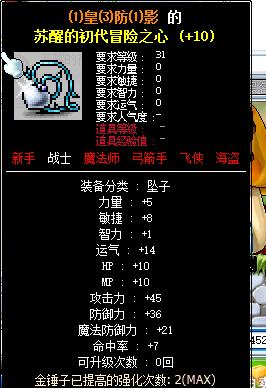 ⑴皇⑶防⑴影 的
苏醒的初代冒险之心 (+10)
要求等级: 31
要求力量: 0
要求敏捷: 0
要求智力: 0
要求运气: 0
要求人气度: -
道具等级: -
道具经验值: -
新手 战士 魔法师 弓箭手 飞侠 海盗
装备分类 : 坠子
力量 : +5
敏捷 : +8
智力 : +1
运气 : +14
HP : +10
MP : +10
攻击力 : +45
防御力 : +36
魔法防御力 : +21
命中率 : +7
可升级次数 : 0回
金锤子已提高的强化次数: 2(MAX)
452